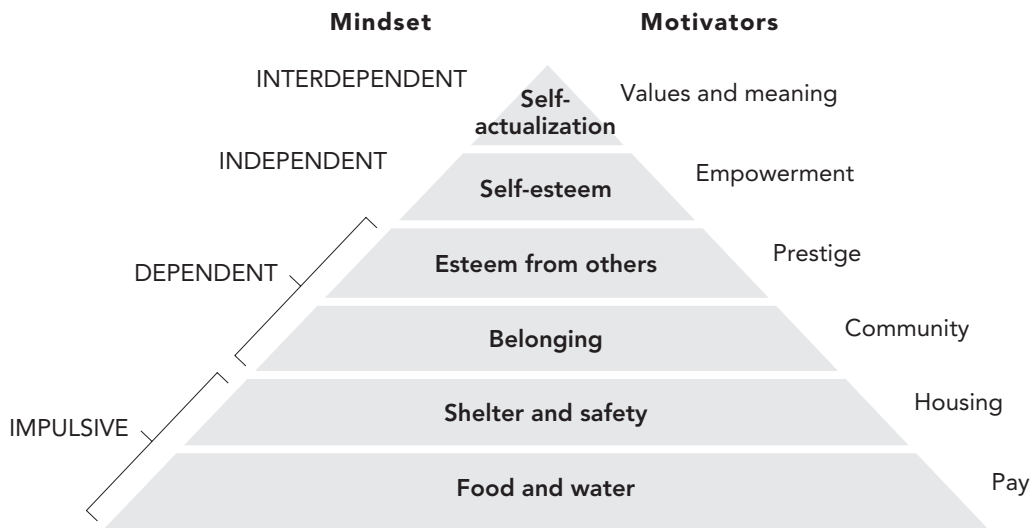 Mindset Motivators
INTERDEPENDENT
Self-
actualization
Values and meaning
INDEPENDENT
Self-esteem
Empowerment
DEPENDENT
Esteem from others
Prestige
Belonging
Community
IMPULSIVE
Shelter and safety
Housing
Food and water
Pay